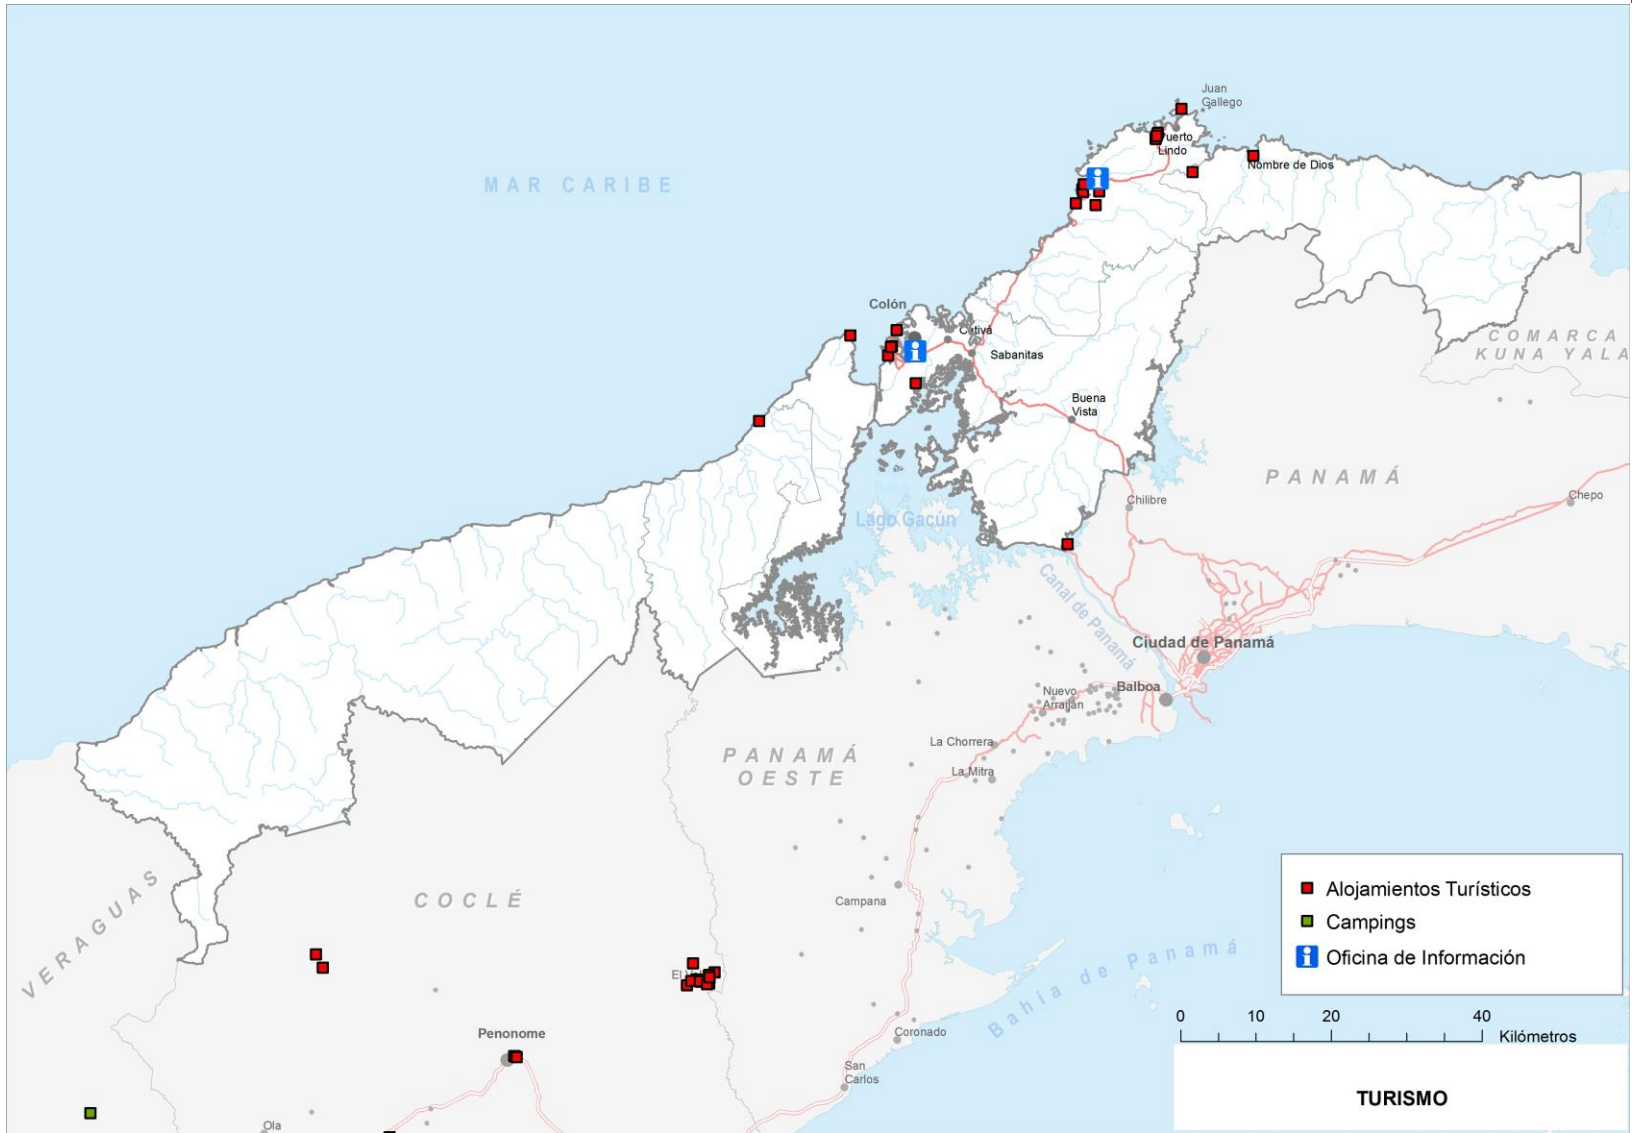 Juan
Gallego
Puerto
Lindo
Nombre de Dios
MAR CARIBE
Colón
Cativá
Sabanitas
COMARCA
KUNA YALA
Buena
Vista
PANAMÁ
Chilibre
Chepo
Lago Gacún
Canal de Panamá
Ciudad de Panamá
Balboa
Nuevo
Arraiján
La Chorrera
La Mitra
PANAMÁ
OESTE
VERAGUAS
COCLÉ
Campana
Bahia de Panamá
Coronado
Penonome
San
Carlos
Ola
Alojamientos Turísticos
Campings
Oficina de Información
0 10 20 40
Kilómetros
TURISMO